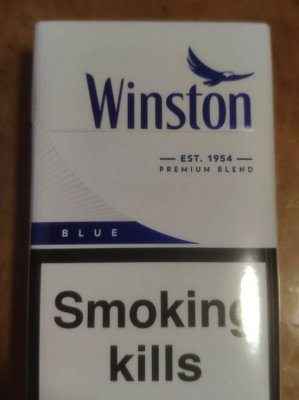 Winston
EST. 1954
PREMIUM BLEND
BLUE
Smoking
kills